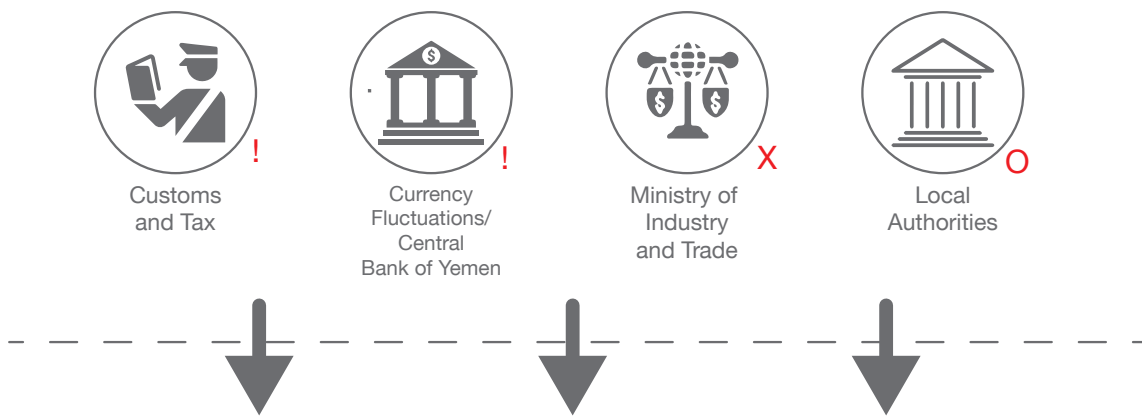 $
$ $
!
!
X
O
Customs
and Tax
Currency
Fluctuations/
Central
Bank of Yemen
Ministry of
Industry
and Trade
Local
Authorities